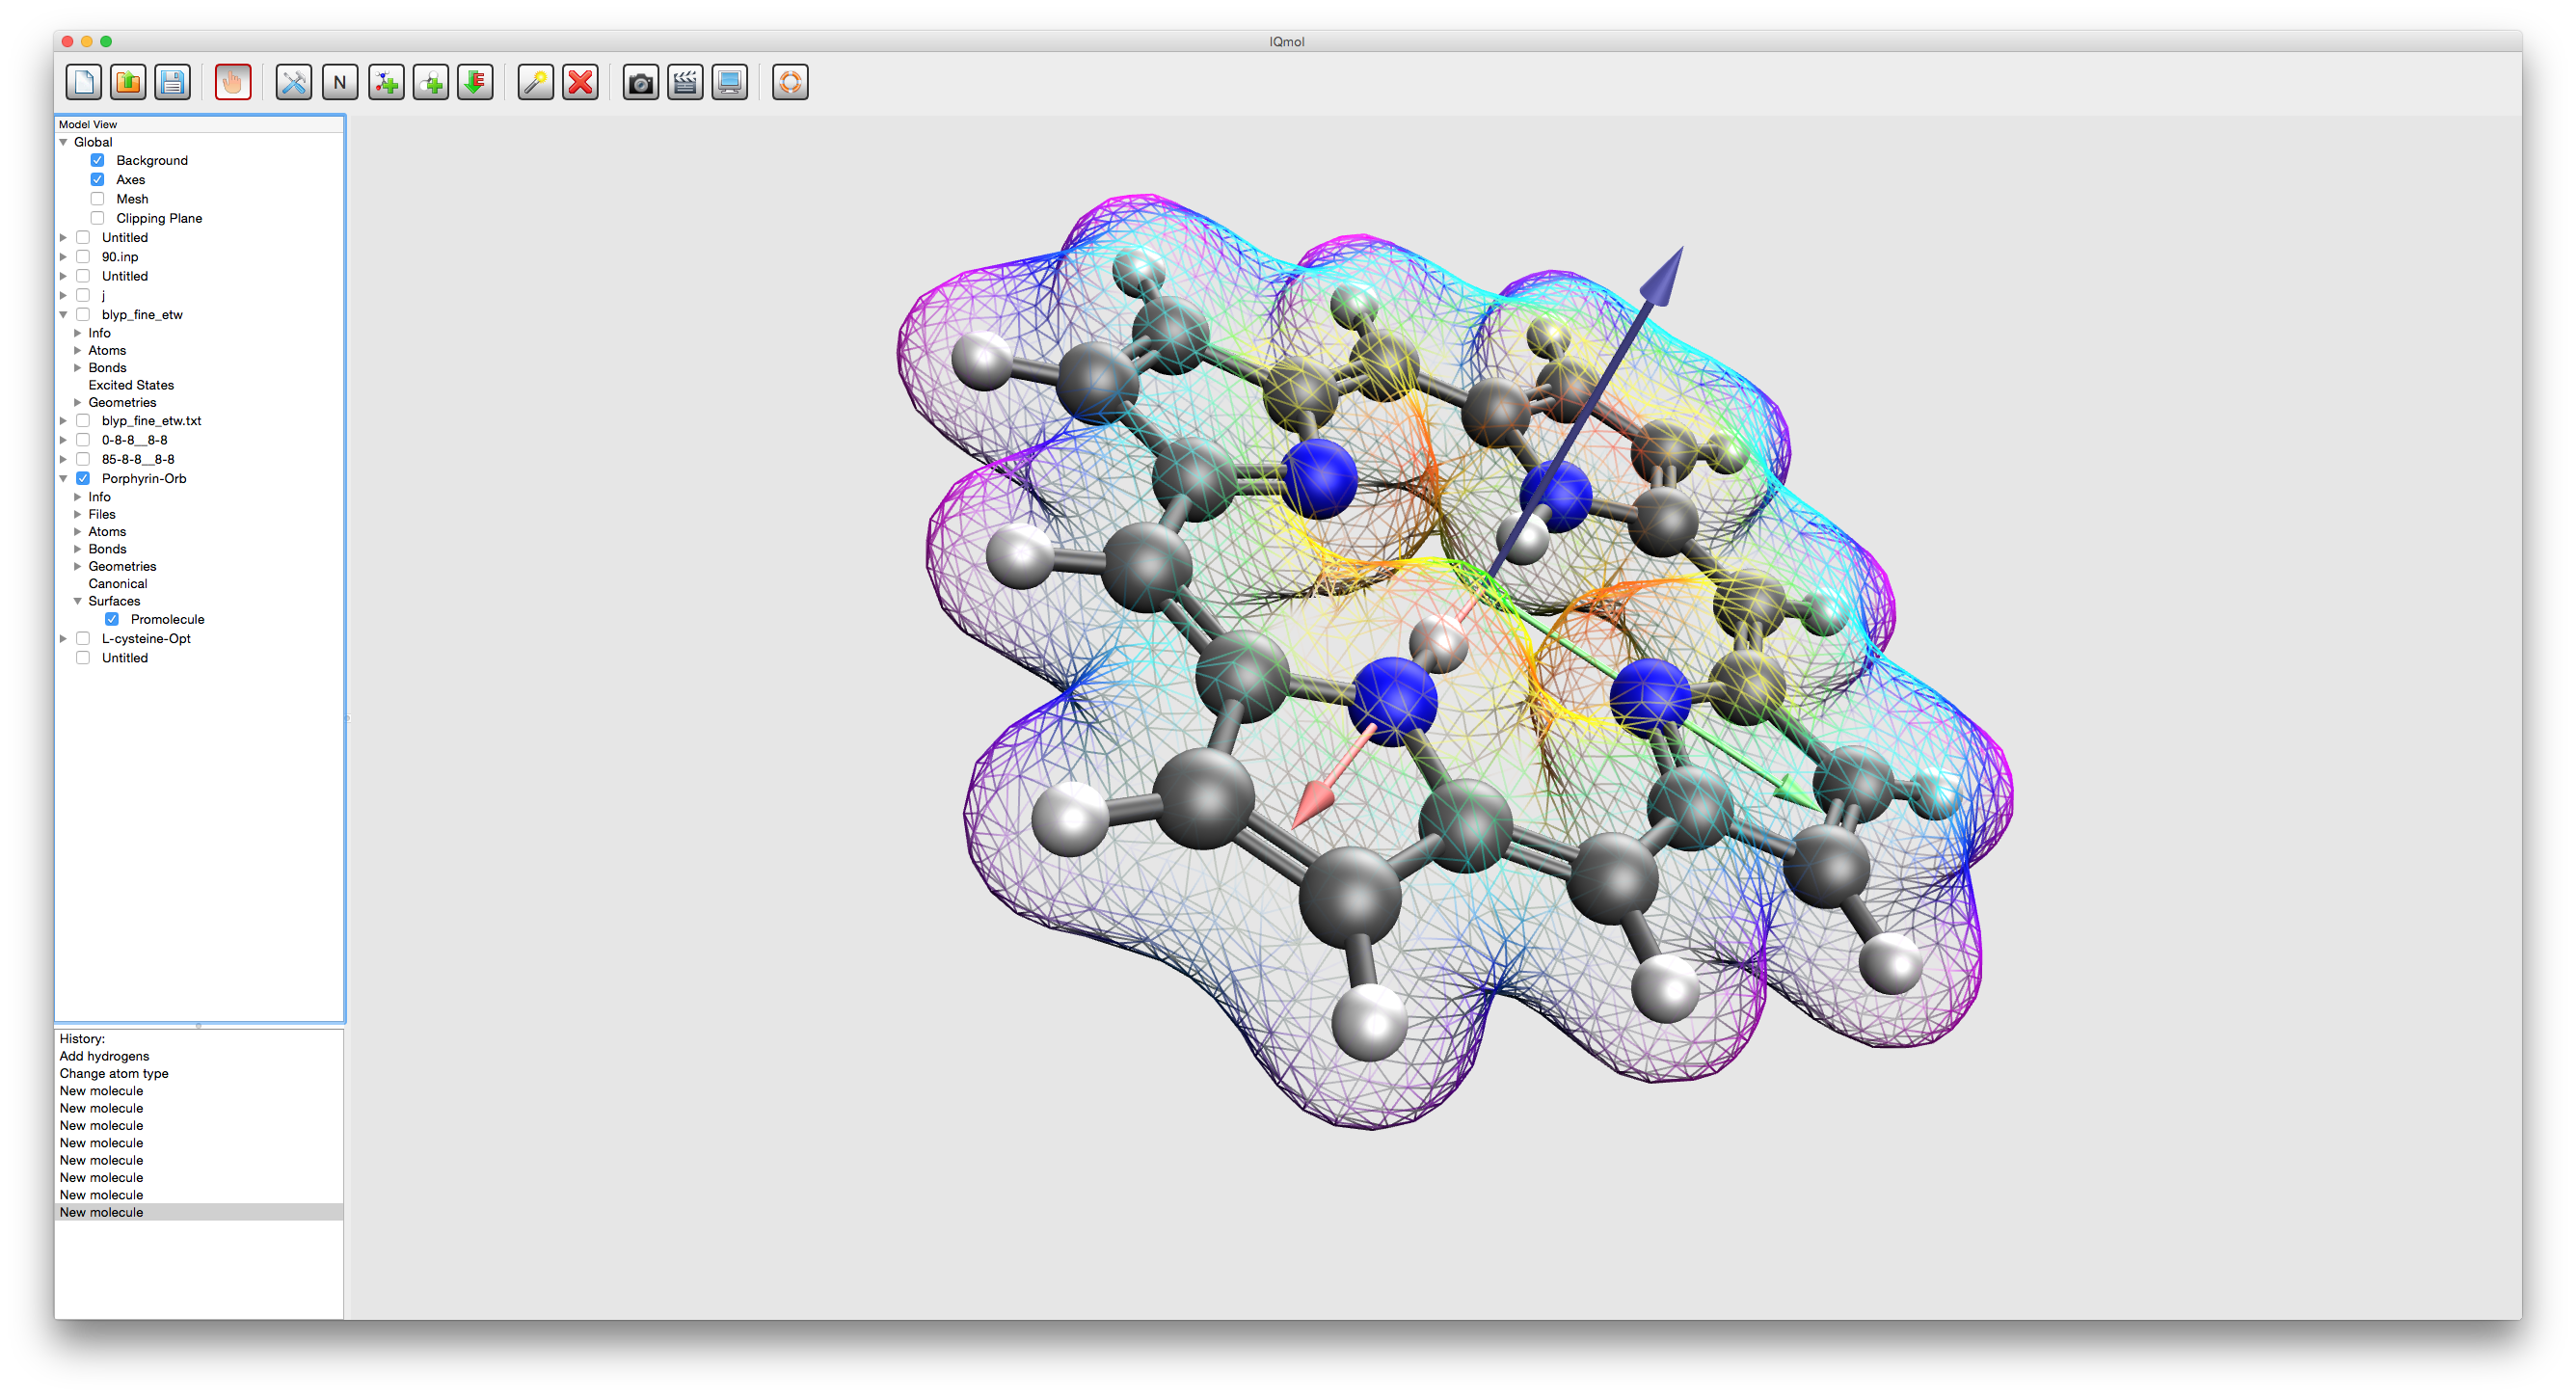 IQmol
N
E
Model View
Global
Background
Axes
Mesh
Clipping Plane
Untitled
90.inp
Untitled
j
blyp_fine_etw
Info
Atoms
Bonds
Excited States
Geometries
blyp_fine_etw.txt
0-8-8__8-8
85-8-8__8-8
Porphyrin-Orb
Info
Files
Atoms
Bonds
Geometries
Canonical
Surfaces
Promolecule
L-cysteine-Opt
Untitled
History:
Add hydrogens
Change atom type
New molecule
New molecule
New molecule
New molecule
New molecule
New molecule
New molecule
New molecule